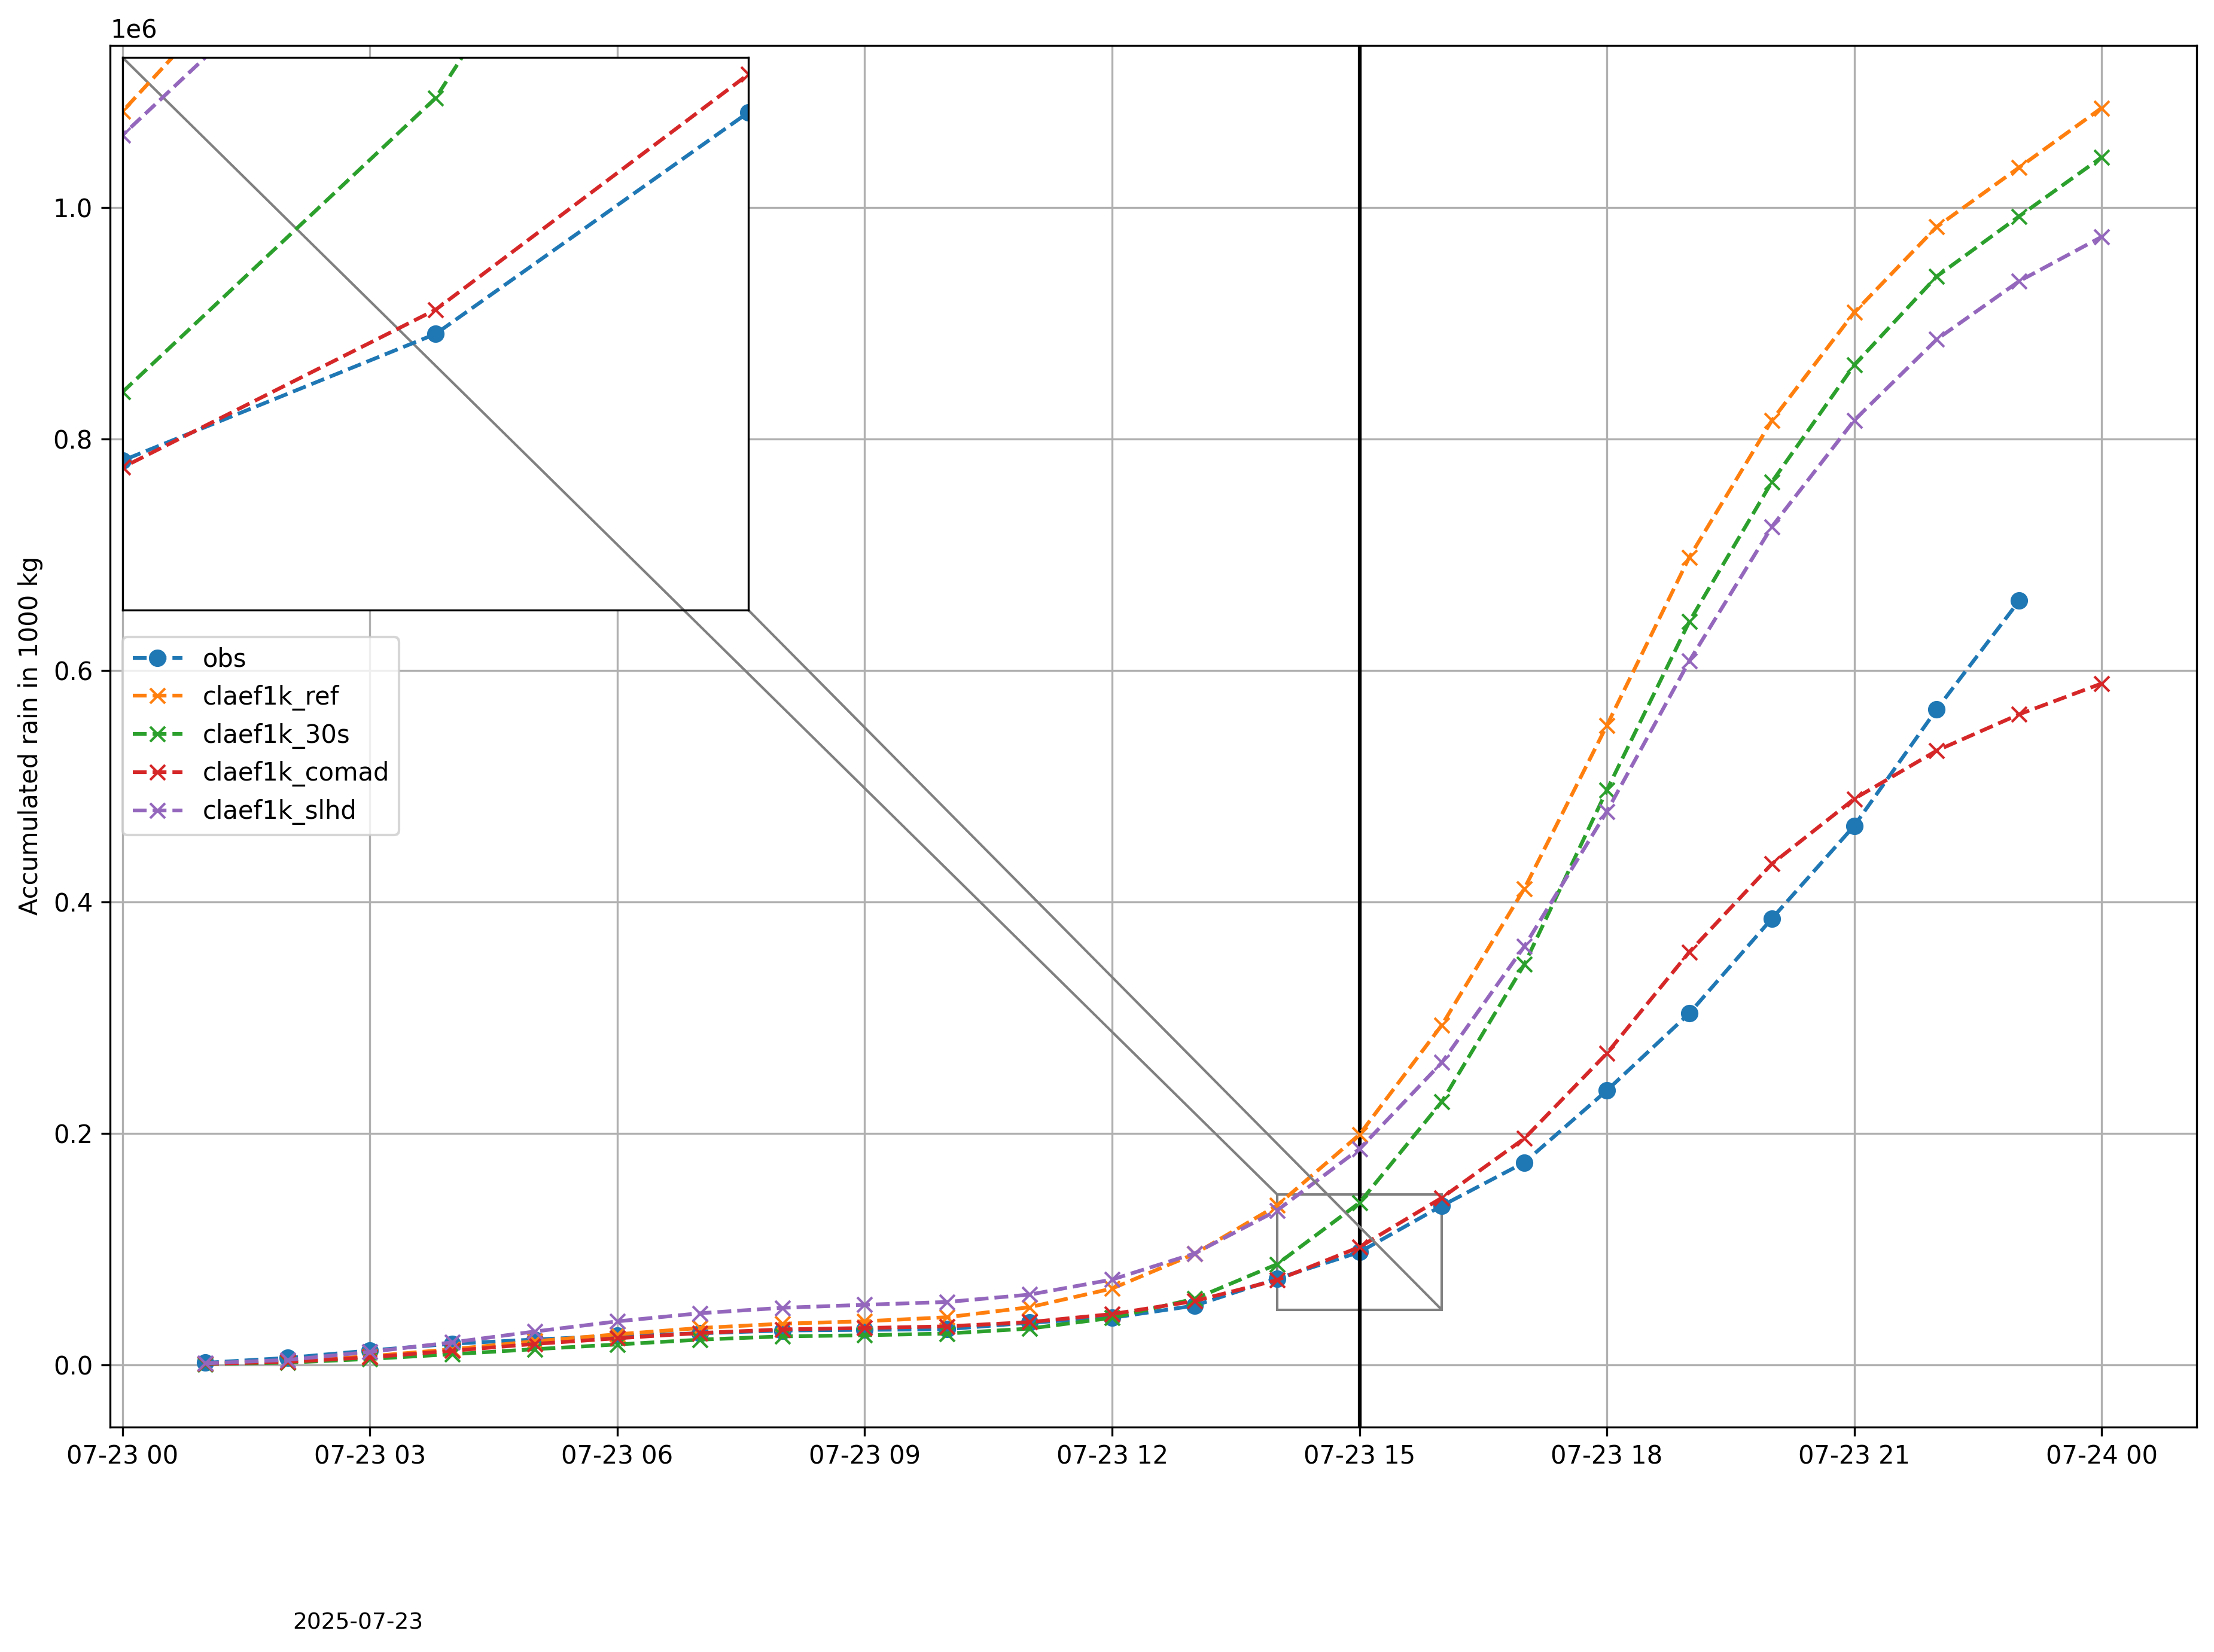 1e6
1.0
0.8
0.6
0.4
0.2
0.0
Accumulated rain in 1000 kg
obs
claef1k_ref
claef1k_30s
claef1k_comad
claef1k_slhd
07-23 00
07-23 03
07-23 06
07-23 09
07-23 12
07-23 15
07-23 18
07-23 21
07-24 00
2025-07-23